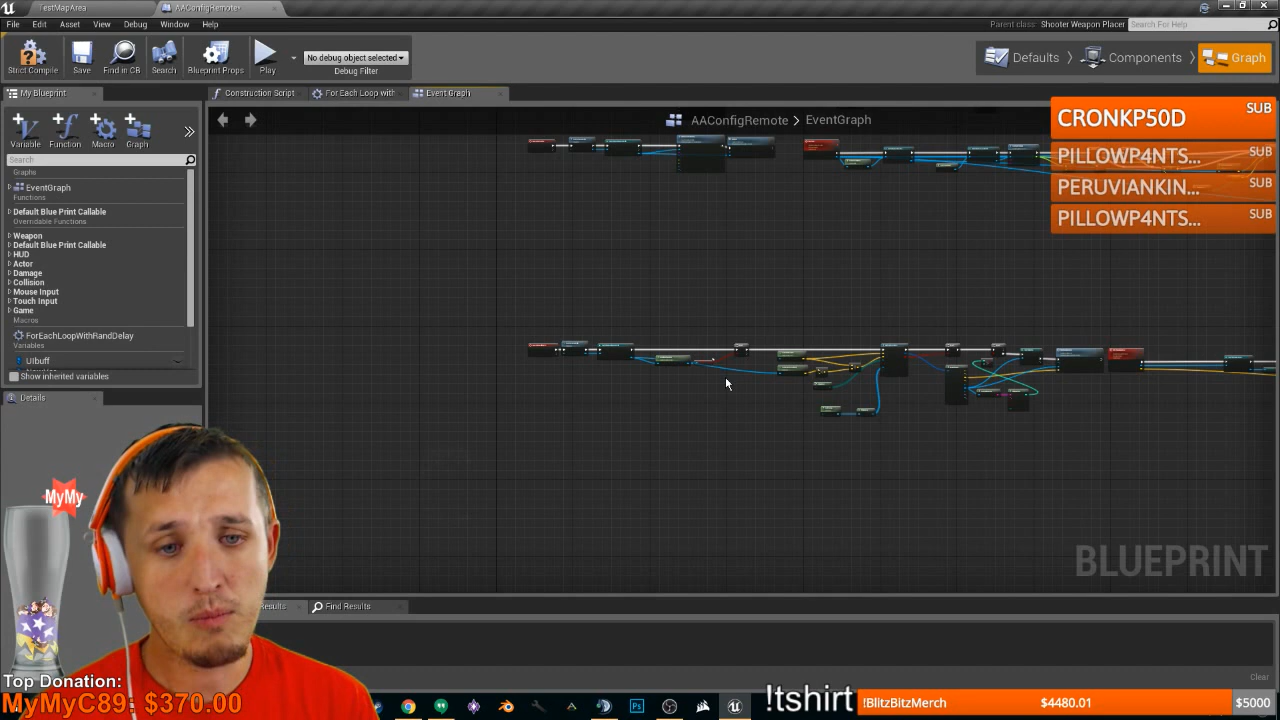 TestMapArea
AAConfigRemote*
File Edit Asset View Debug Window Help
Parent class: Shooter Weapon Placer
Search For Help
Strict Compile
Save
Find in CB
Search
Blueprint Props
Play
No debug object selected
Debug Filter
Defaults
Components
Graph
My Blueprint
Construction Script
For Each Loop with
Event Graph
AAConfigRemote > EventGraph
Variable
Function
Macro
Graph
Search
Graphs
EventGraph
Functions
Default Blue Print Callable
Overridable Functions
Weapon
Default Blue Print Callable
HUD
Actor
Damage
Collision
Mouse Input
Touch Input
Game
Macros
ForEachLoopWithRandDelay
Variables
UIbuff
Show inherited variables
Details
CRONKP50D SUB
PILLOWP4NTS... SUB
PERUVIANKIN... SUB
PILLOWP4NTS... SUB
BLUEPRINT
MyMy
Results
Find Results
Clear
Top Donation:
MyMyC89: $370.00
!tshirt
!BlitzBitzMerch $4480.01 $5000